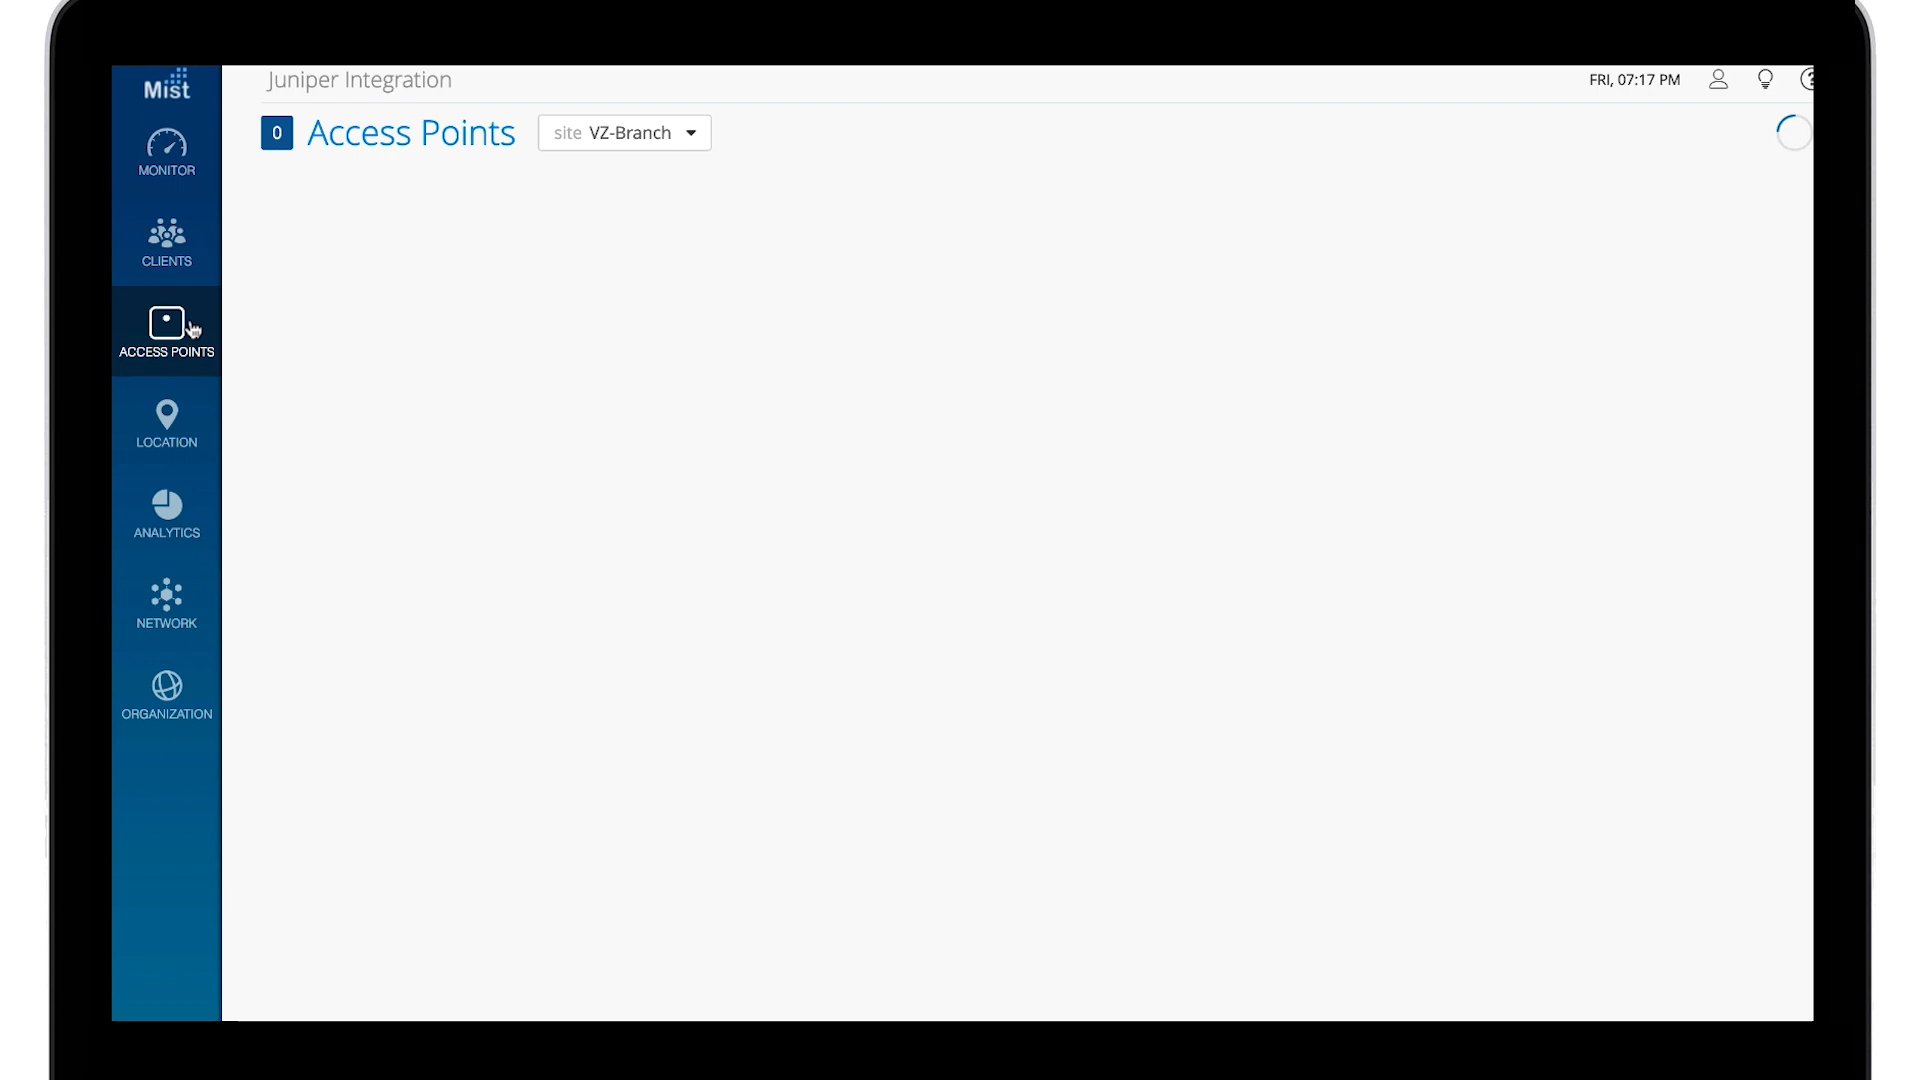 Mist
Juniper Integration
FRI, 07:17 PM
0
Access Points
site VZ-Branch
MONITOR
CLIENTS
ACCESS POINTS
LOCATION
ANALYTICS
NETWORK
ORGANIZATION